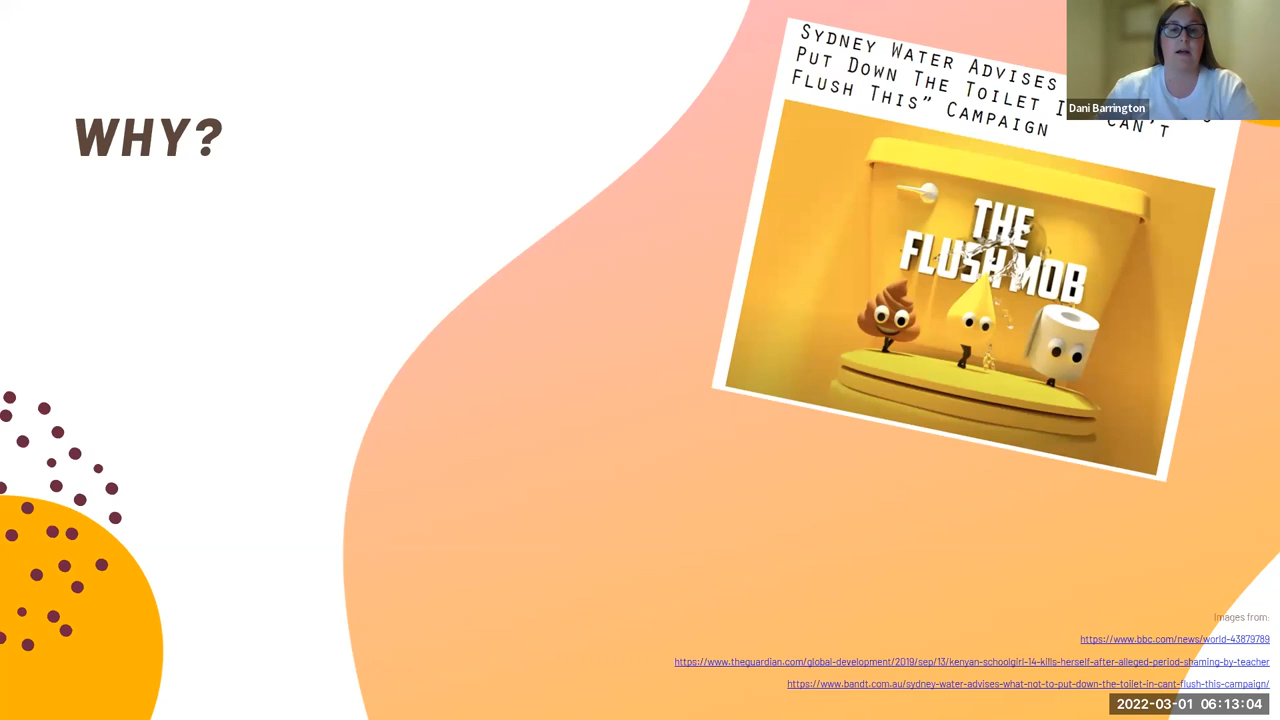 WHY?
SYDNEY WATER ADVISES
PUT DOWN THE TOILET
FLUSH THIS” CAMPAIGN
CAN’T
THE
FLUSH MOB
Dani Barrington
Images from:
https://www.bbc.com/news/world-43879789
https://www.theguardian.com/global-development/2019/sep/13/kenyan-schoolgirl-14-kills-herself-after-alleged-period-shaming-by-teacher
https://www.bandt.com.au/sydney-water-advises-what-not-to-put-down-the-toilet-in-cant-flush-this-campaign/
2022-03-01 06:13:04